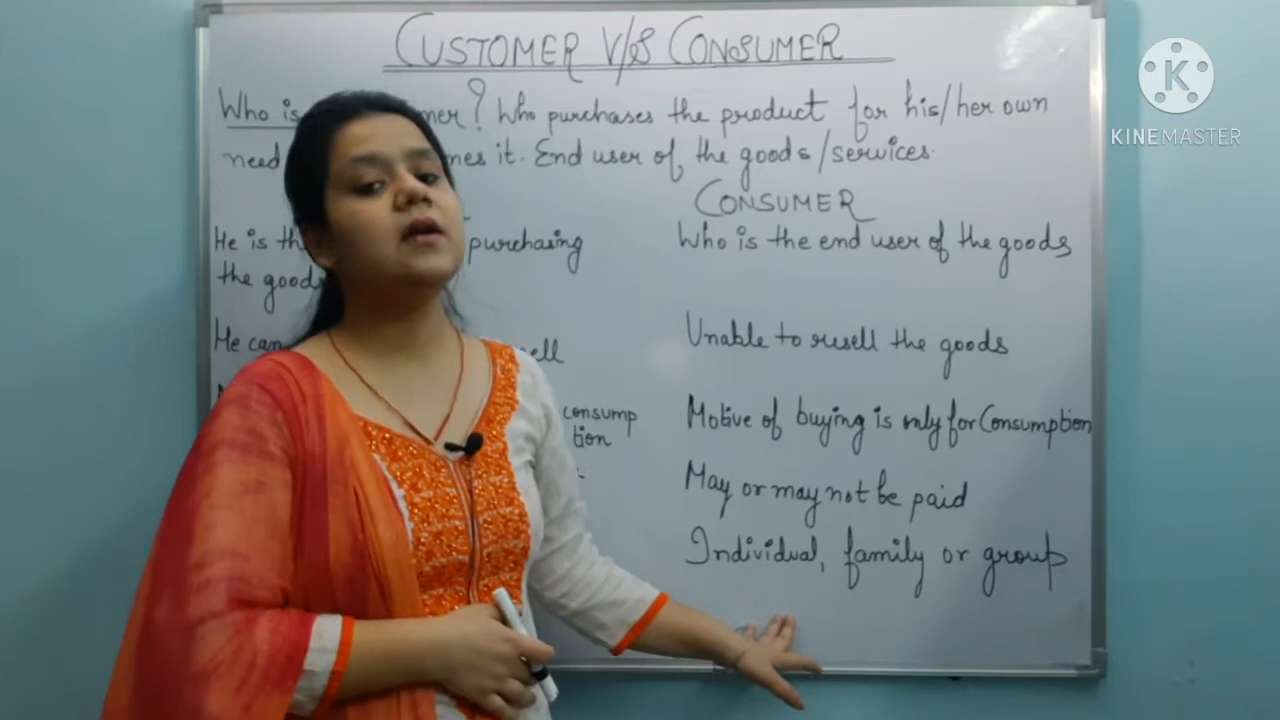 CUSTOMER V/S CONSUMER
Who is mer? Who purchases the product for his/her own
need mes it. End user of the goods/services.
CONSUMER
He is th purchasing
the goods
Who is the end user of the goods
He can ell
Unable to resell the goods
consump
tion
Motive of buying is only for Consumption
May or may not be paid
Individual, family or group
KINEMASTER